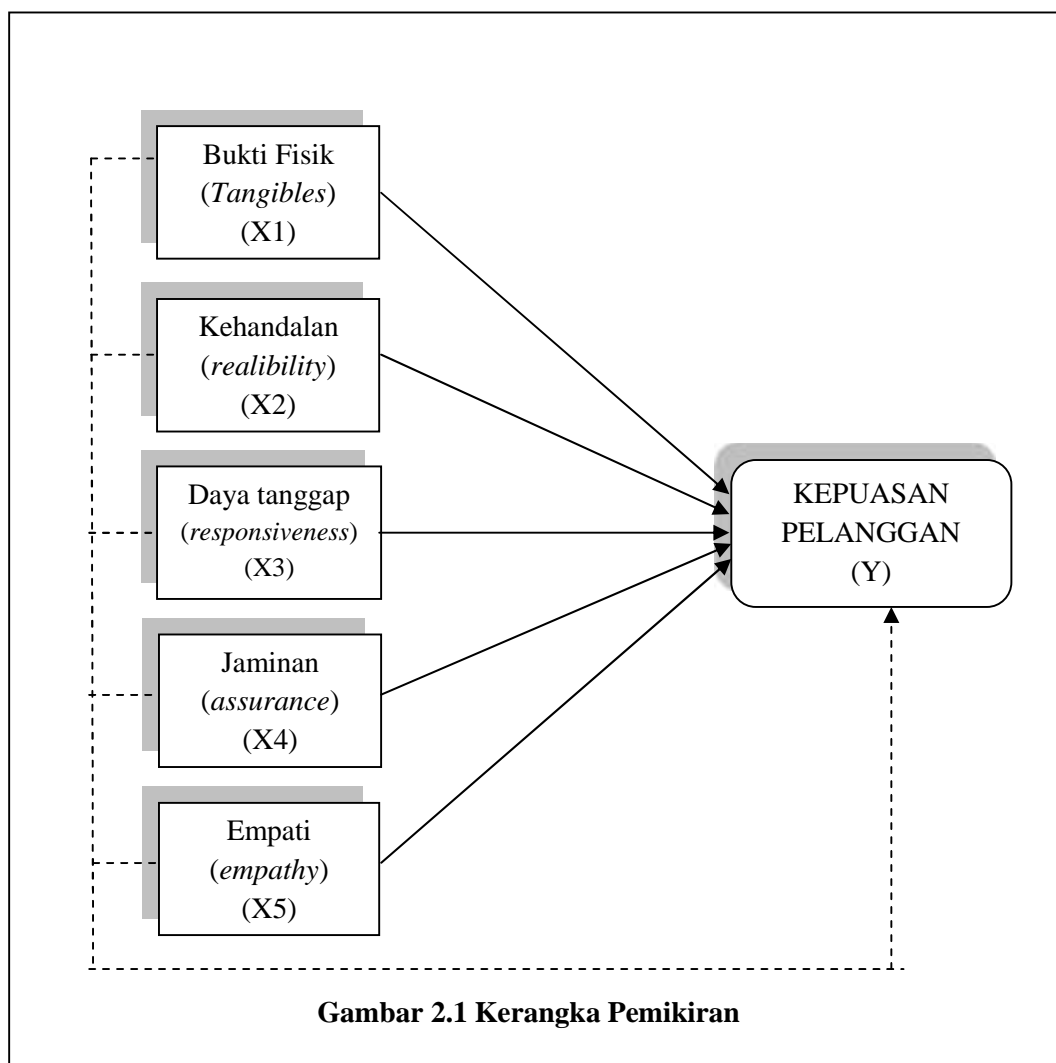 Bukti Fisik
(Tangibles)
(X1)
Kehandalan
(realibility)
(X2)
Daya tanggap
(responsiveness)
(X3)
Jaminan
(assurance)
(X4)
Empati
(empathy)
(X5)
KEPUASAN
PELANGGAN
(Y)
Gambar 2.1 Kerangka Pemikiran